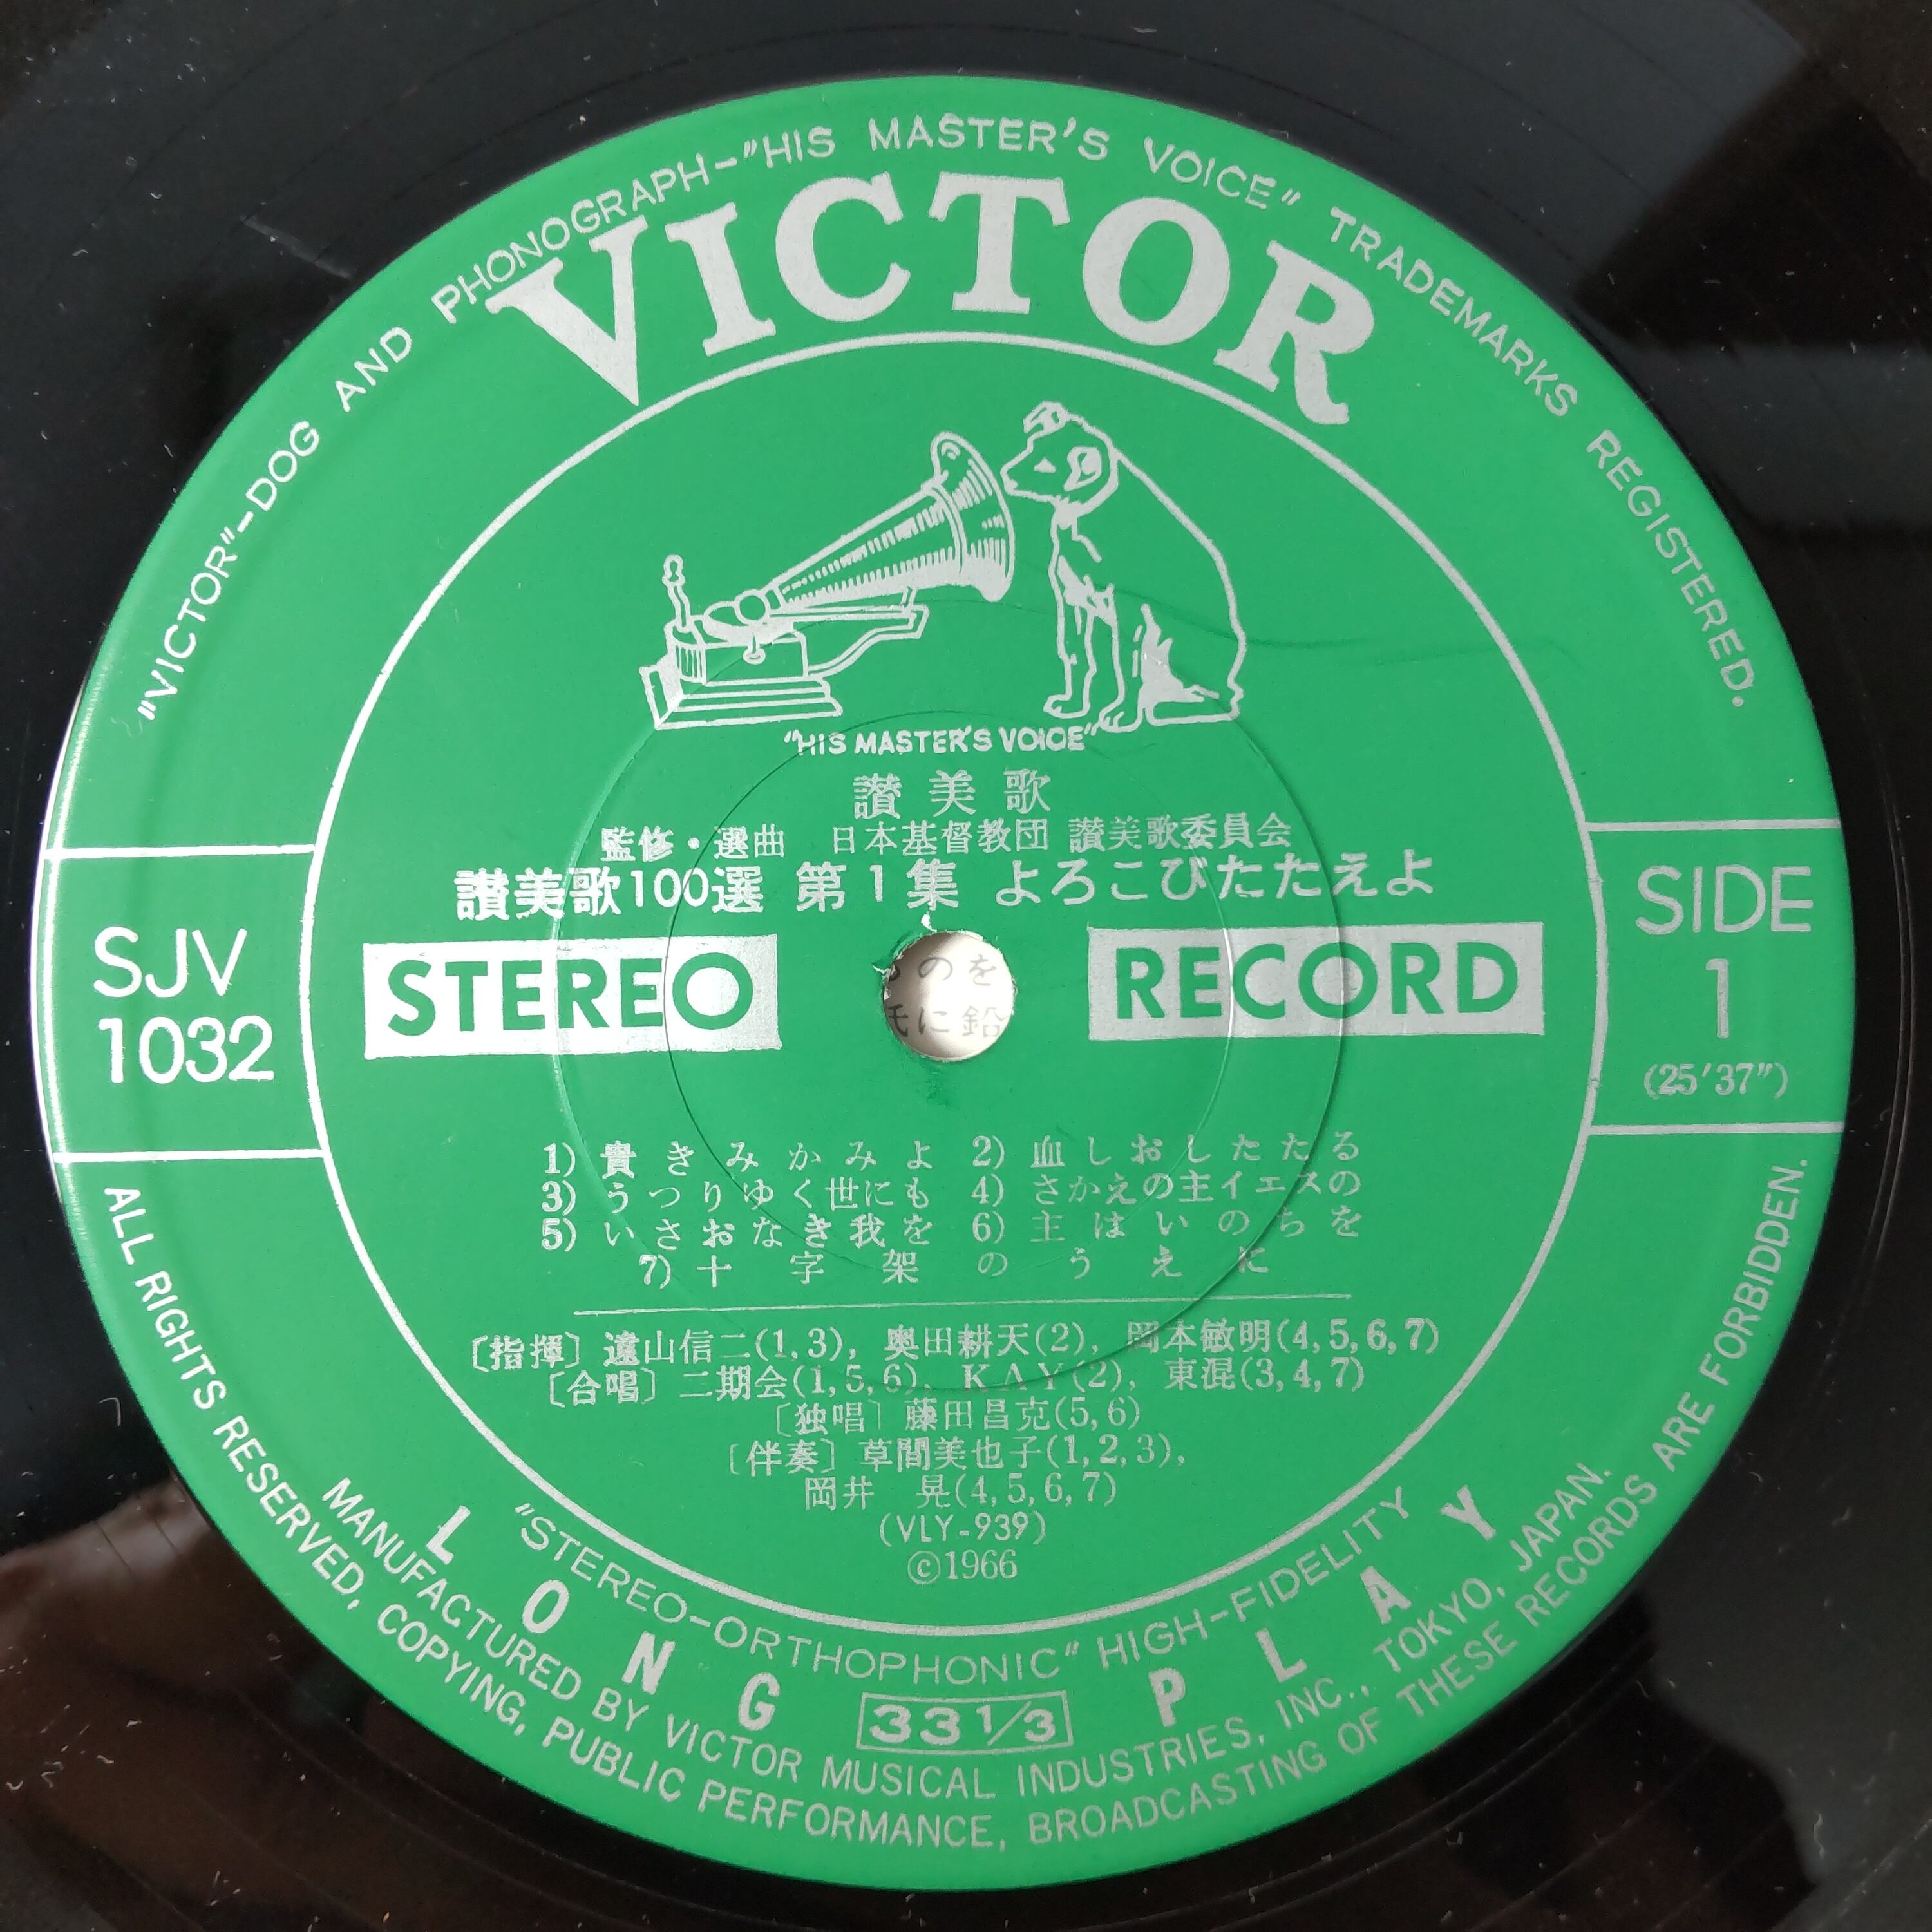 "VICTOR"-DOG AND PHONOGRAPH-"HIS MASTER'S VOICE" TRADEMARKS REGISTERED.
VICTOR
"HIS MASTER'S VOICE"
讃美歌
監修・選曲 日本基督教団 讃美歌委員会
讃美歌100選 第1集 よろこびたたえよ
SJV
1032
STEREO
のを
に鉛
RECORD
SIDE
1
(25'37")
1) 貴きみかみよ 2) 血しおしたたる
3) うつりゆく世にも 4) さかえの主イエスの
5) いさおなき我を 6) 主はいのちを
7) 十字架のうえに
〔指揮〕遠山信二(1,3), 奥田耕天(2), 岡本敏明(4,5,6,7)
〔合唱〕二期会(1,5,6), KAY(2), 東混(3,4,7)
〔独唱〕藤田昌克(5,6)
〔伴奏〕草間美也子(1,2,3),
岡井 晃(4,5,6,7)
(VLY-939)
©1966
"STEREO-ORTHOPHONIC" HIGH-FIDELITY
LONG 33 1/3 PLAY
MANUFACTURED BY VICTOR MUSICAL INDUSTRIES, INC., TOKYO, JAPAN.
ALL RIGHTS RESERVED, COPYING, PUBLIC PERFORMANCE, BROADCASTING OF THESE RECORDS ARE FORBIDDEN.